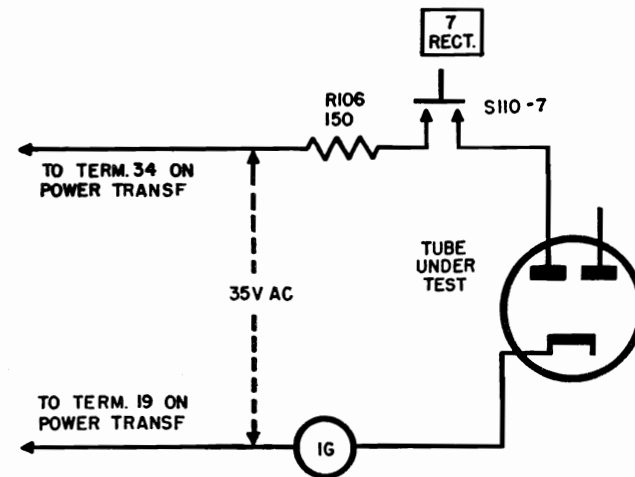 7
RECT.
R106
150
S110-7
TO TERM. 34 ON
POWER TRANSF
TUBE
UNDER
TEST
35V AC
TO TERM. 19 ON
POWER TRANSF
IG